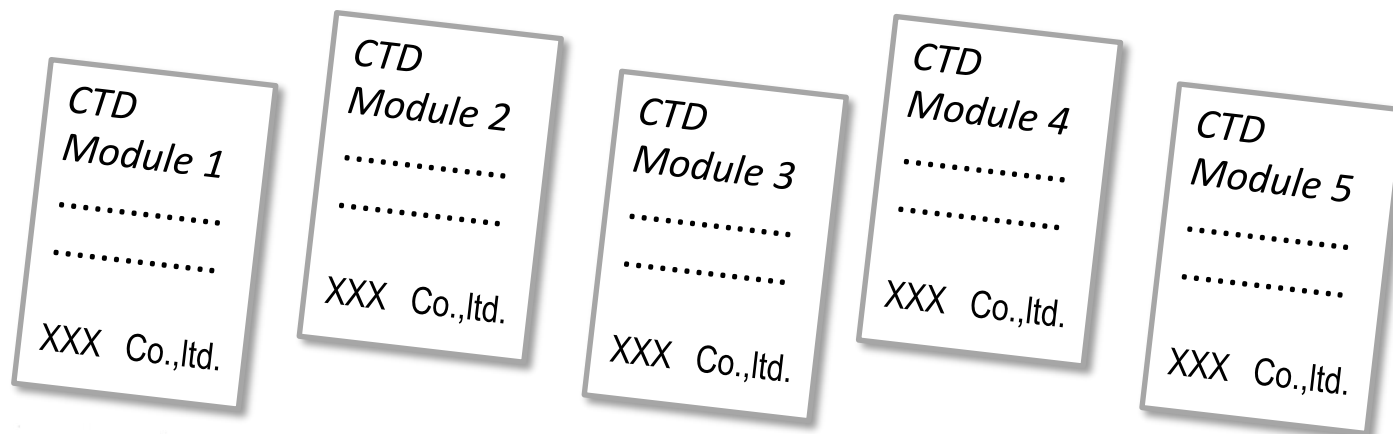 CTD
Module 1
..............
..............
XXX Co.,ltd.
CTD
Module 2
..............
..............
XXX Co.,ltd.
CTD
Module 3
..............
..............
XXX Co.,ltd.
CTD
Module 4
..............
..............
XXX Co.,ltd.
CTD
Module 5
..............
..............
XXX Co.,ltd.